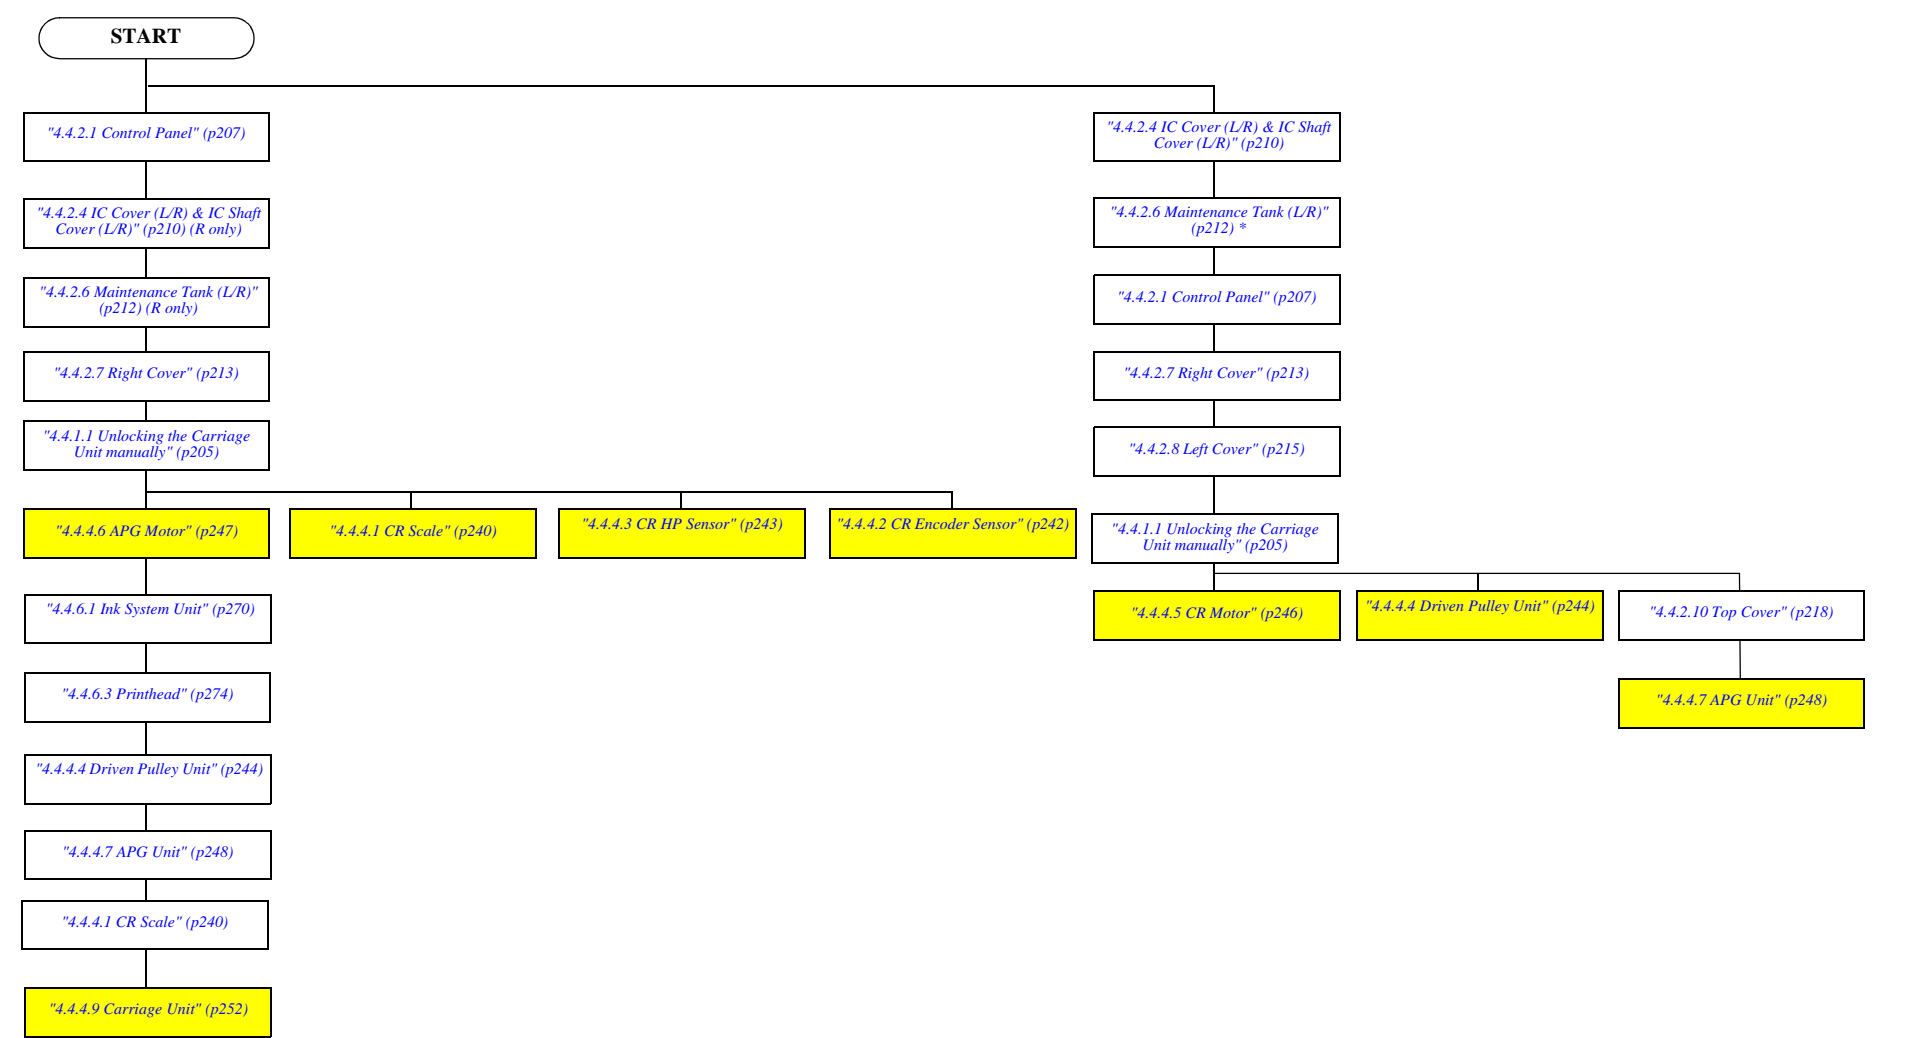 START
"4.4.2.1 Control Panel" (p207)
"4.4.2.4 IC Cover (L/R) & IC Shaft
Cover (L/R)" (p210) (R only)
"4.4.2.6 Maintenance Tank (L/R)"
(p212) (R only)
"4.4.2.7 Right Cover" (p213)
"4.4.1.1 Unlocking the Carriage
Unit manually" (p205)
"4.4.4.6 APG Motor" (p247)
"4.4.4.1 CR Scale" (p240)
"4.4.4.3 CR HP Sensor" (p243)
"4.4.4.2 CR Encoder Sensor" (p242)
"4.4.6.1 Ink System Unit" (p270)
"4.4.6.3 Printhead" (p274)
"4.4.4.4 Driven Pulley Unit" (p244)
"4.4.4.7 APG Unit" (p248)
"4.4.4.1 CR Scale" (p240)
"4.4.4.9 Carriage Unit" (p252)
"4.4.2.4 IC Cover (L/R) & IC Shaft
Cover (L/R)" (p210)
"4.4.2.6 Maintenance Tank (L/R)"
(p212) *
"4.4.2.1 Control Panel" (p207)
"4.4.2.7 Right Cover" (p213)
"4.4.2.8 Left Cover" (p215)
"4.4.1.1 Unlocking the Carriage
Unit manually" (p205)
"4.4.4.5 CR Motor" (p246)
"4.4.4.4 Driven Pulley Unit" (p244)
"4.4.2.10 Top Cover" (p218)
"4.4.4.7 APG Unit" (p248)